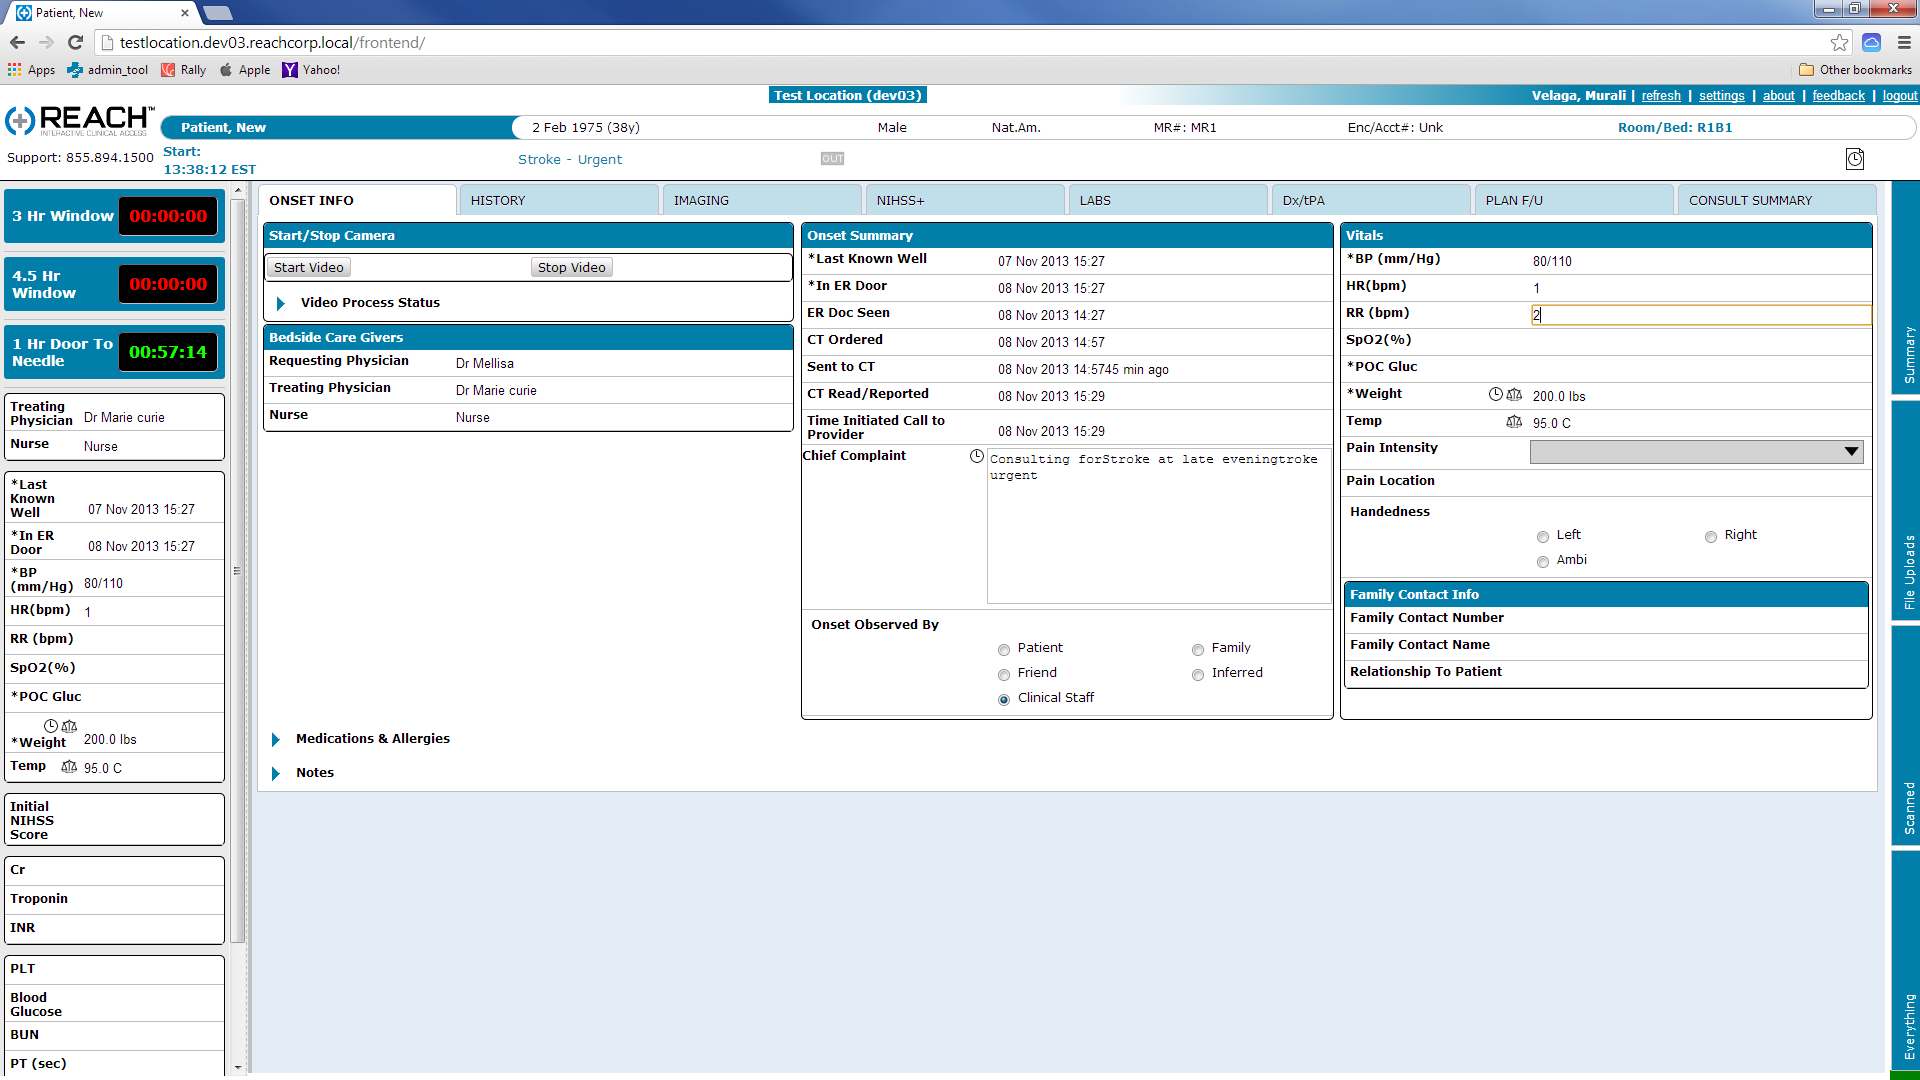 Patient, New
testlocation.dev03.reachcorp.local/frontend/
Apps admin_tool Rally Apple Yahoo! Other bookmarks
Test Location (dev03)
Velaga, Murali | refresh | settings | about | feedback | logout
REACH™
INTERACTIVE CLINICAL ACCESS
Patient, New 2 Feb 1975 (38y) Male Nat.Am. MR#: MR1 Enc/Acct#: Unk Room/Bed: R1B1
Support: 855.894.1500
Start:
13:38:12 EST
Stroke - Urgent
OUT
3 Hr Window 00:00:00
4.5 Hr
Window
00:00:00
1 Hr Door To
Needle
00:57:14
Treating
Physician Dr Marie curie
Nurse Nurse
*Last
Known
Well 07 Nov 2013 15:27
*In ER
Door 08 Nov 2013 15:27
*BP
(mm/Hg) 80/110
HR(bpm) 1
RR (bpm)
SpO2(%)
*POC Gluc
*Weight 200.0 lbs
Temp 95.0 C
Initial
NIHSS
Score
Cr
Troponin
INR
PLT
Blood
Glucose
BUN
PT (sec)
ONSET INFO HISTORY IMAGING NIHSS+ LABS Dx/tPA PLAN F/U CONSULT SUMMARY
Start/Stop Camera
Start Video Stop Video
Video Process Status
Bedside Care Givers
Requesting Physician Dr Mellisa
Treating Physician Dr Marie curie
Nurse Nurse
Medications & Allergies
Notes
Onset Summary
*Last Known Well 07 Nov 2013 15:27
*In ER Door 08 Nov 2013 15:27
ER Doc Seen 08 Nov 2013 14:27
CT Ordered 08 Nov 2013 14:57
Sent to CT 08 Nov 2013 14:5745 min ago
CT Read/Reported 08 Nov 2013 15:29
Time Initiated Call to
Provider 08 Nov 2013 15:29
Chief Complaint Consulting forStroke at late eveningtroke
urgent
Onset Observed By
Patient Family
Friend Inferred
Clinical Staff
Vitals
*BP (mm/Hg) 80/110
HR(bpm) 1
RR (bpm) 2
SpO2(%)
*POC Gluc
*Weight 200.0 lbs
Temp 95.0 C
Pain Intensity
Pain Location
Handedness
Left Right
Ambi
Family Contact Info
Family Contact Number
Family Contact Name
Relationship To Patient
Summary
File Uploads
Scanned
Everything